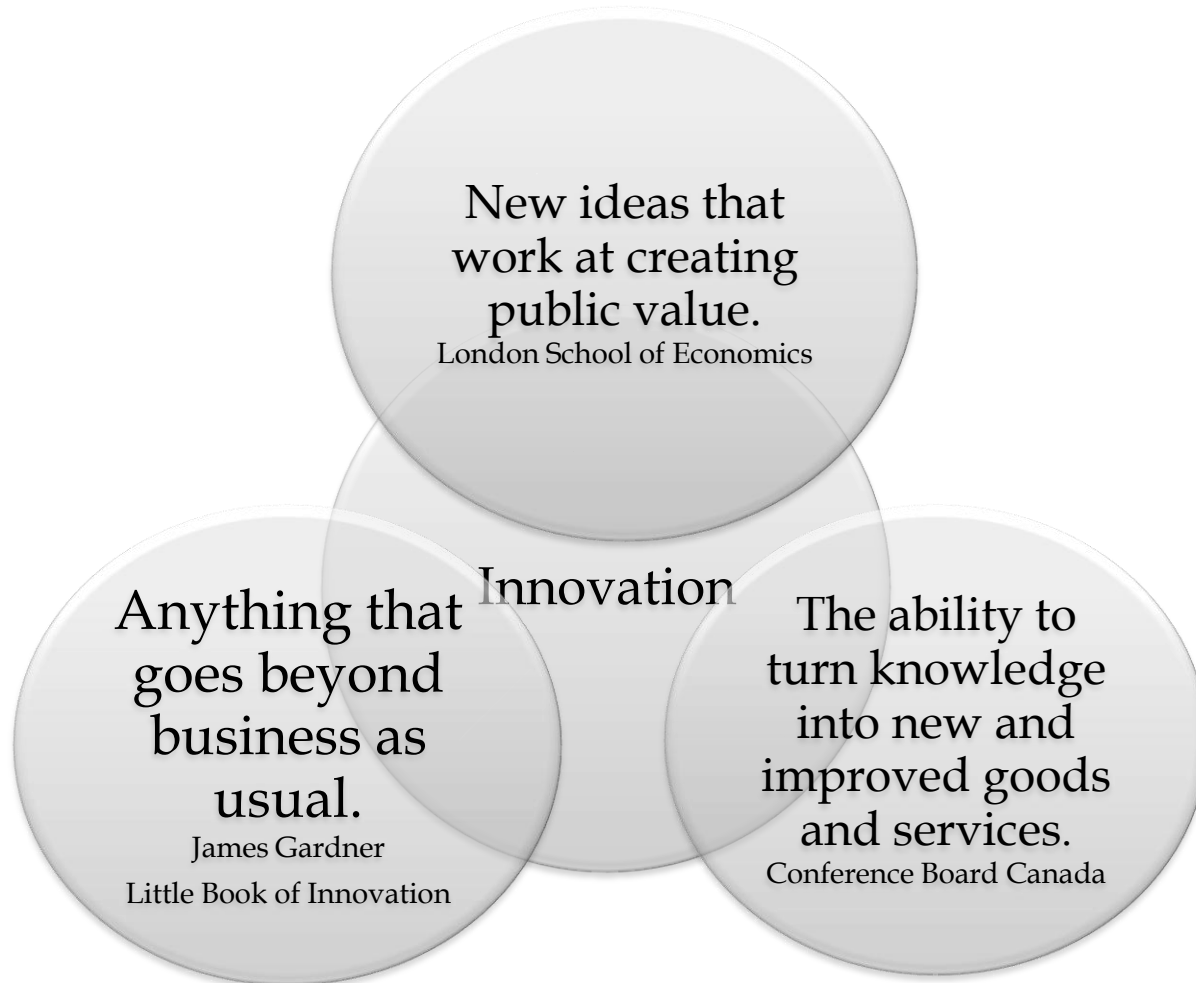 New ideas that
work at creating
public value.
London School of Economics
Innovation
Anything that
goes beyond
business as
usual.
James Gardner
Little Book of Innovation
The ability to
turn knowledge
into new and
improved goods
and services.
Conference Board Canada